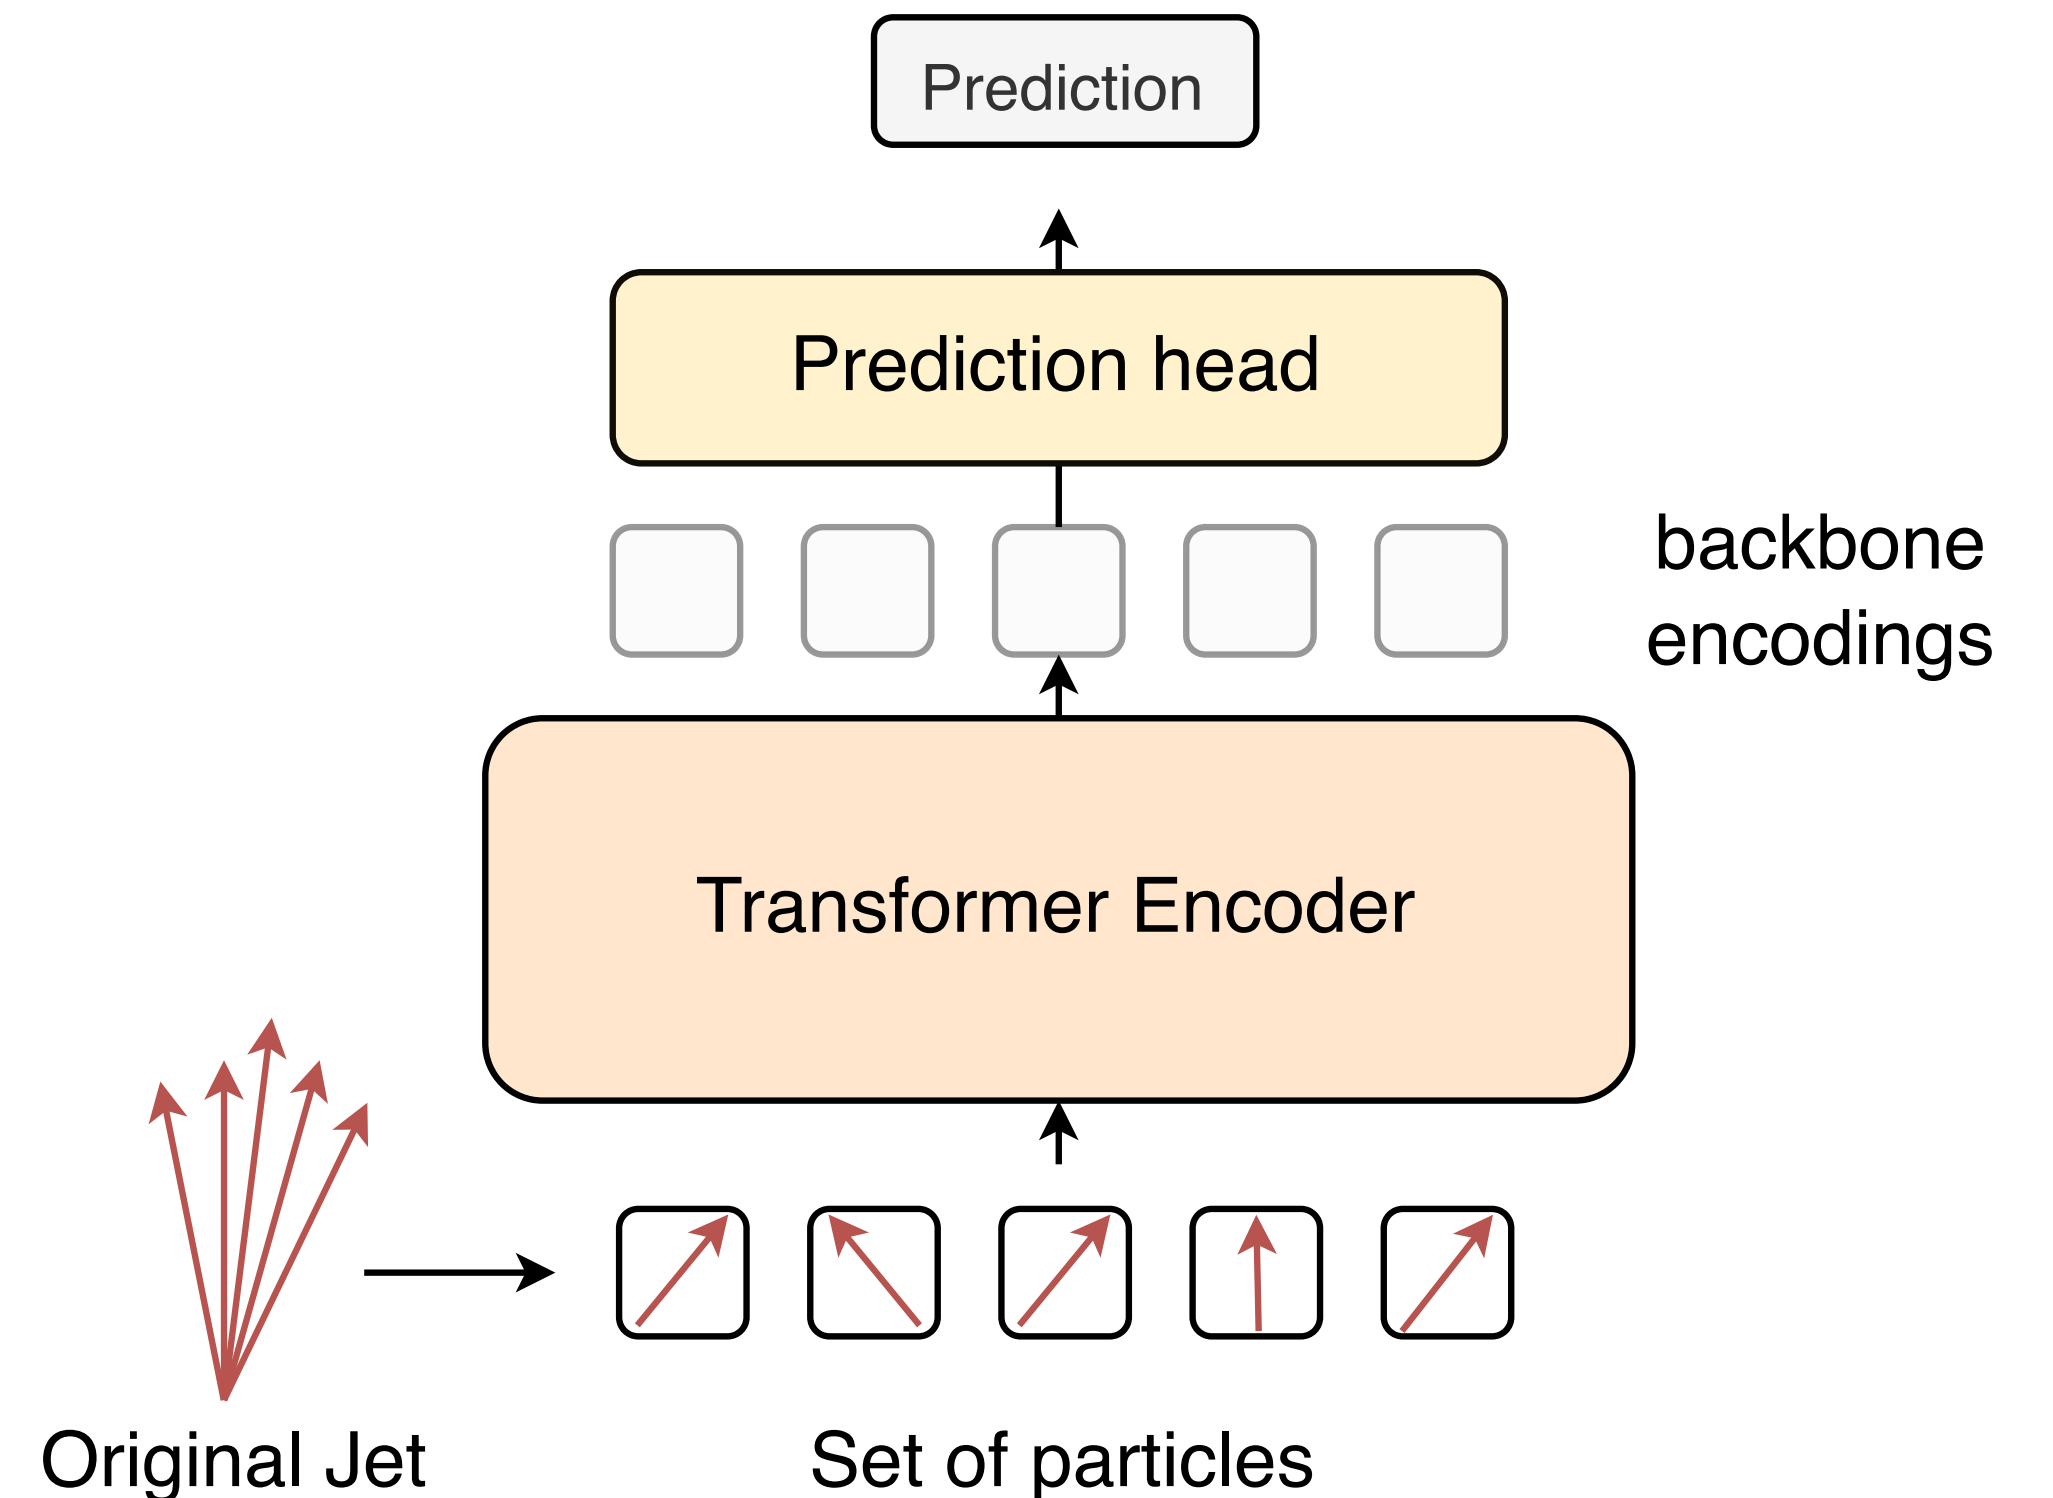 Prediction
Prediction head
backbone
encodings
Transformer Encoder
Original Jet
Set of particles